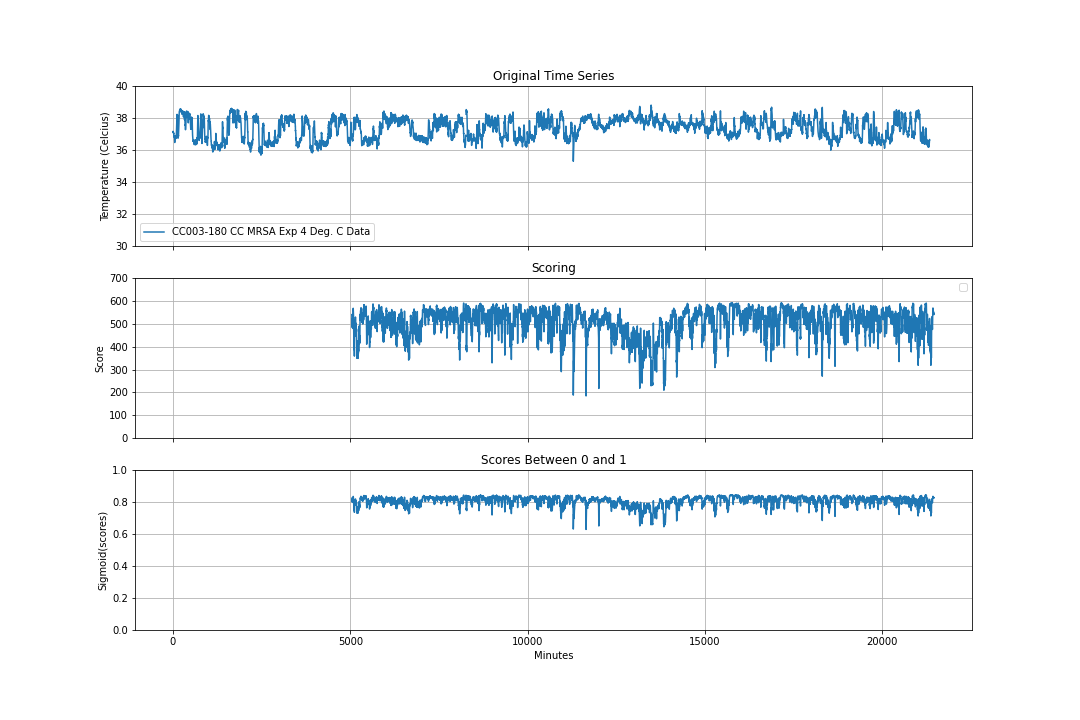 Original Time Series
40
38
36
34
32
30
Temperature (Celcius)
CC003-180 CC MRSA Exp 4 Deg. C Data
Scoring
700
600
500
400
300
200
100
0
Score
Scores Between 0 and 1
1.0
0.8
0.6
0.4
0.2
0.0
Sigmoid(scores)
0 5000 10000 15000 20000
Minutes